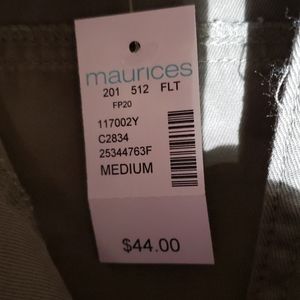 maurices
201 512 FLT
FP20
117002Y
C2834
25344763F
MEDIUM
$44.00